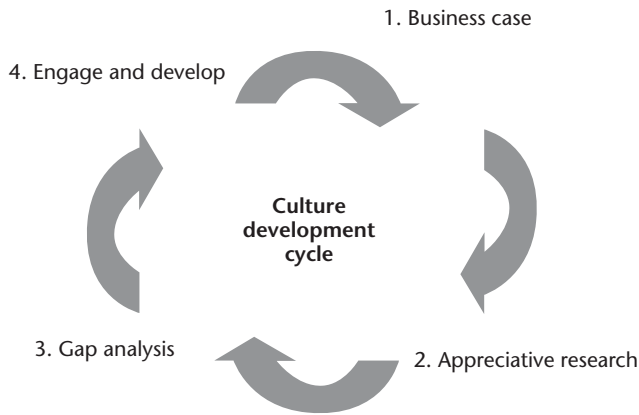 1. Business case
4. Engage and develop
Culture
development
cycle
3. Gap analysis
2. Appreciative research